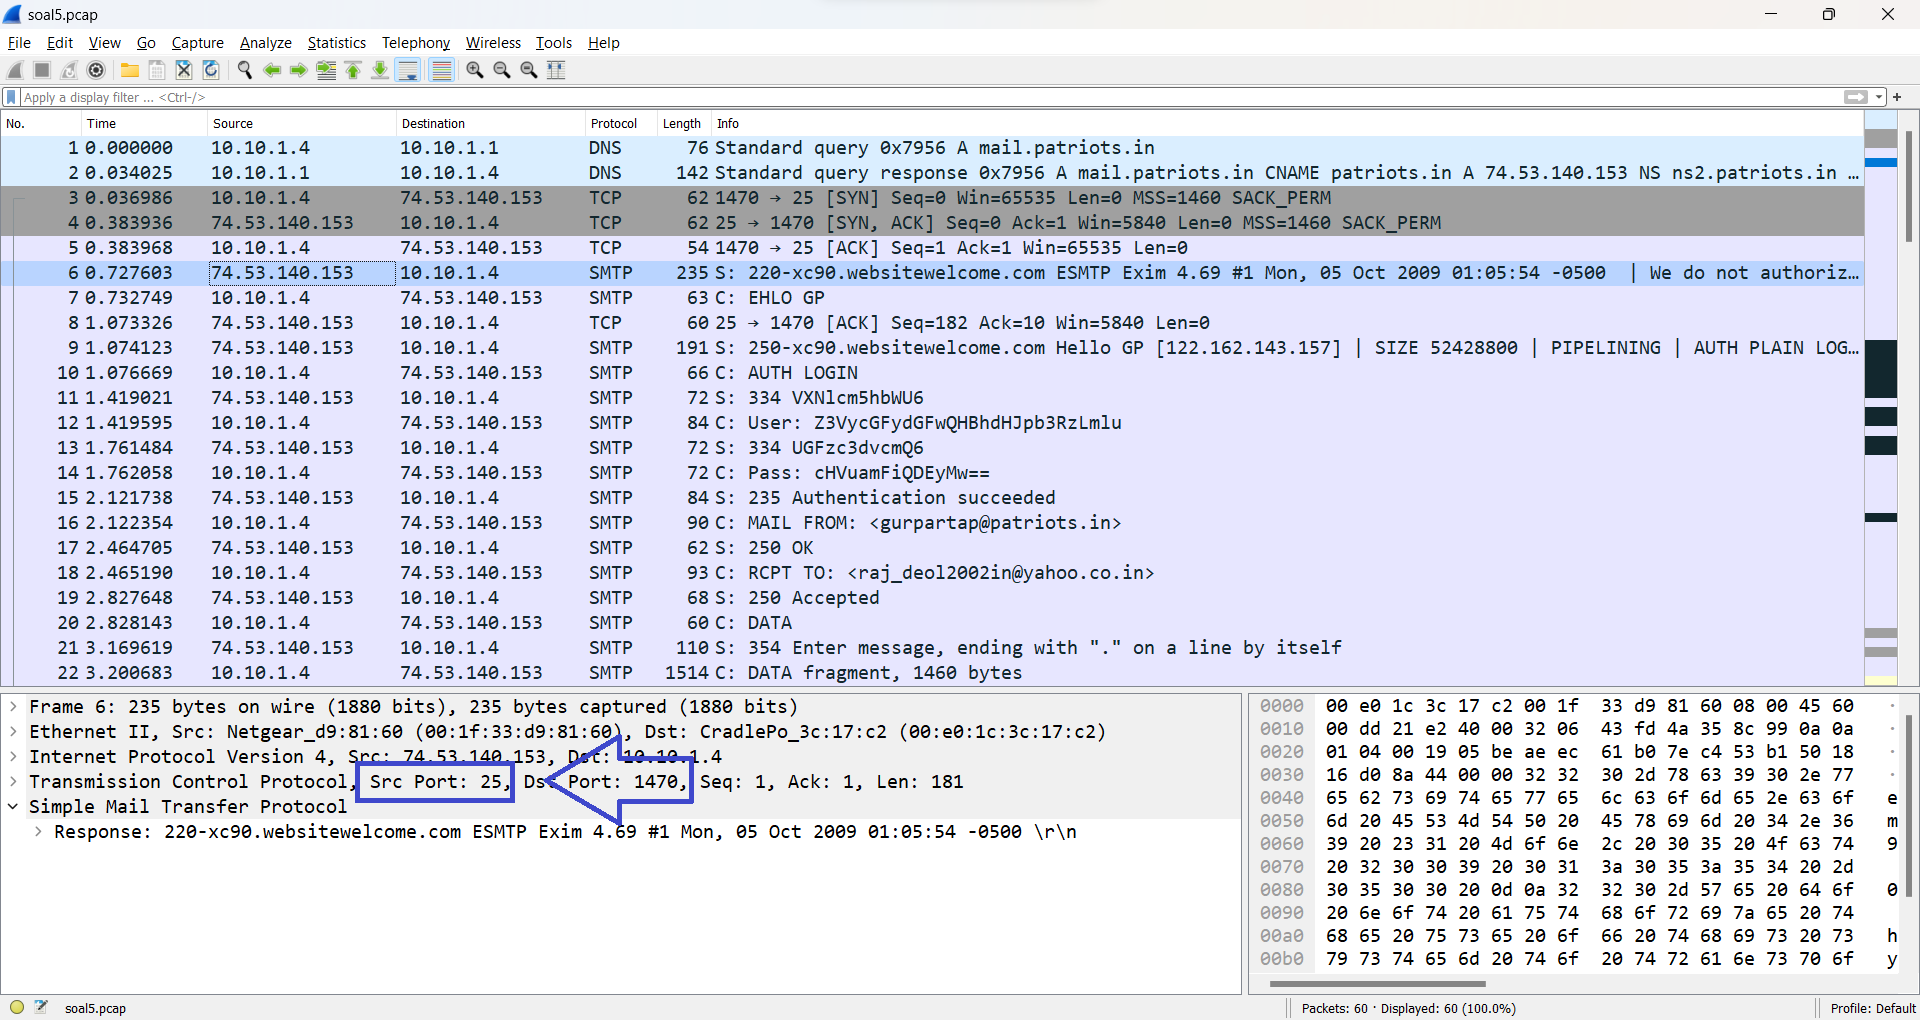 soal5.pcap
File Edit View Go Capture Analyze Statistics Telephony Wireless Tools Help
Apply a display filter ... <Ctrl-/>
No. Time Source Destination Protocol Length Info
1 0.000000 10.10.1.4 10.10.1.1 DNS 76 Standard query 0x7956 A mail.patriots.in
2 0.034025 10.10.1.1 10.10.1.4 DNS 142 Standard query response 0x7956 A mail.patriots.in CNAME patriots.in A 74.53.140.153 NS ns2.patriots.in …
3 0.036986 10.10.1.4 74.53.140.153 TCP 62 1470 → 25 [SYN] Seq=0 Win=65535 Len=0 MSS=1460 SACK_PERM
4 0.383936 74.53.140.153 10.10.1.4 TCP 62 25 → 1470 [SYN, ACK] Seq=0 Ack=1 Win=5840 Len=0 MSS=1460 SACK_PERM
5 0.383968 10.10.1.4 74.53.140.153 TCP 54 1470 → 25 [ACK] Seq=1 Ack=1 Win=65535 Len=0
6 0.727603 74.53.140.153 10.10.1.4 SMTP 235 S: 220-xc90.websitewelcome.com ESMTP Exim 4.69 #1 Mon, 05 Oct 2009 01:05:54 -0500 | We do not authoriz…
7 0.732749 10.10.1.4 74.53.140.153 SMTP 63 C: EHLO GP
8 1.073326 74.53.140.153 10.10.1.4 TCP 60 25 → 1470 [ACK] Seq=182 Ack=10 Win=5840 Len=0
9 1.074123 74.53.140.153 10.10.1.4 SMTP 191 S: 250-xc90.websitewelcome.com Hello GP [122.162.143.157] | SIZE 52428800 | PIPELINING | AUTH PLAIN LOG…
10 1.076669 10.10.1.4 74.53.140.153 SMTP 66 C: AUTH LOGIN
11 1.419021 74.53.140.153 10.10.1.4 SMTP 72 S: 334 VXNlcm5hbWU6
12 1.419595 10.10.1.4 74.53.140.153 SMTP 84 C: User: Z3VycGFydGFwQHBhdHJpb3RzLmlu
13 1.761484 74.53.140.153 10.10.1.4 SMTP 72 S: 334 UGFzc3dvcmQ6
14 1.762058 10.10.1.4 74.53.140.153 SMTP 72 C: Pass: cHVuamFiQDEyMw==
15 2.121738 74.53.140.153 10.10.1.4 SMTP 84 S: 235 Authentication succeeded
16 2.122354 10.10.1.4 74.53.140.153 SMTP 90 C: MAIL FROM: <gurpartap@patriots.in>
17 2.464705 74.53.140.153 10.10.1.4 SMTP 62 S: 250 OK
18 2.465190 10.10.1.4 74.53.140.153 SMTP 93 C: RCPT TO: <raj_deol2002in@yahoo.co.in>
19 2.827648 74.53.140.153 10.10.1.4 SMTP 68 S: 250 Accepted
20 2.828143 10.10.1.4 74.53.140.153 SMTP 60 C: DATA
21 3.169619 74.53.140.153 10.10.1.4 SMTP 110 S: 354 Enter message, ending with "." on a line by itself
22 3.200683 10.10.1.4 74.53.140.153 SMTP 1514 C: DATA fragment, 1460 bytes
Frame 6: 235 bytes on wire (1880 bits), 235 bytes captured (1880 bits)
Ethernet II, Src: Netgear_d9:81:60 (00:1f:33:d9:81:60), Dst: CradlePo_3c:17:c2 (00:e0:1c:3c:17:c2)
Internet Protocol Version 4, Src: 74.53.140.153, Dst: 10.10.1.4
Transmission Control Protocol, Src Port: 25, Dst Port: 1470, Seq: 1, Ack: 1, Len: 181
Simple Mail Transfer Protocol
Response: 220-xc90.websitewelcome.com ESMTP Exim 4.69 #1 Mon, 05 Oct 2009 01:05:54 -0500 \r\n
0000 00 e0 1c 3c 17 c2 00 1f 33 d9 81 60 08 00 45 60 ·
0010 00 dd 21 e2 40 00 32 06 43 fd 4a 35 8c 99 0a 0a ·
0020 01 04 00 19 05 be ae ec 61 b0 7e c4 53 b1 50 18 ·
0030 16 d0 8a 44 00 00 32 32 30 2d 78 63 39 30 2e 77 ·
0040 65 62 73 69 74 65 77 65 6c 63 6f 6d 65 2e 63 6f e
0050 6d 20 45 53 4d 54 50 20 45 78 69 6d 20 34 2e 36 m
0060 39 20 23 31 20 4d 6f 6e 2c 20 30 35 20 4f 63 74 9
0070 20 32 30 30 39 20 30 31 3a 30 35 3a 35 34 20 2d
0080 30 35 30 30 20 0d 0a 32 32 30 2d 57 65 20 64 6f 0
0090 20 6e 6f 74 20 61 75 74 68 6f 72 69 7a 65 20 74
00a0 68 65 20 75 73 65 20 6f 66 20 74 68 69 73 20 73 h
00b0 79 73 74 65 6d 20 74 6f 20 74 72 61 6e 73 70 6f y
soal5.pcap
Packets: 60 · Displayed: 60 (100.0%)
Profile: Default